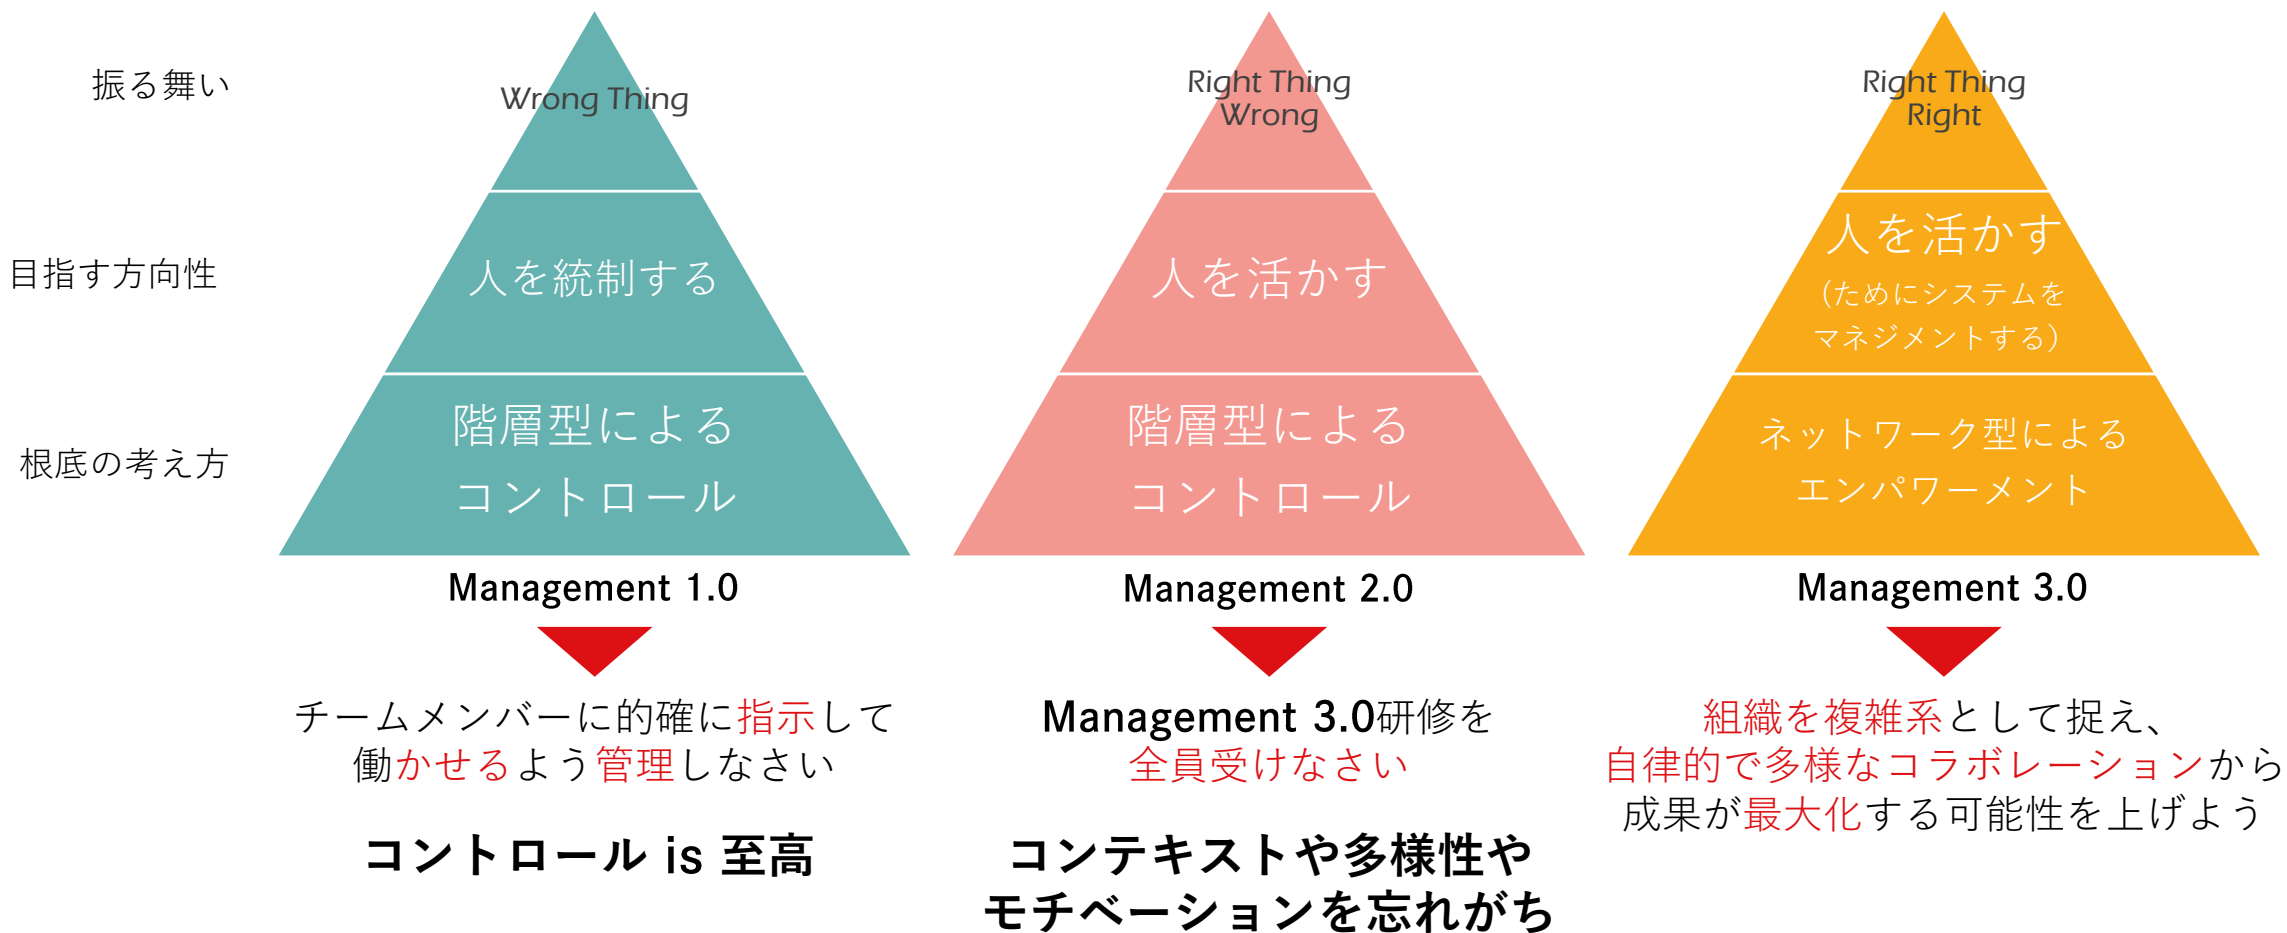 振る舞い
目指す方向性
根底の考え方
Wrong Thing
人を統制する
階層型による
コントロール
Management 1.0
チームメンバーに的確に指示して
働かせるよう管理しなさい
コントロール is 至高
Right Thing
Wrong
人を活かす
階層型による
コントロール
Management 2.0
Management 3.0研修を
全員受けなさい
コンテキストや多様性や
モチベーションを忘れがち
Right Thing
Right
人を活かす
（ためにシステムを
マネジメントする）
ネットワーク型による
エンパワーメント
Management 3.0
組織を複雑系として捉え、
自律的で多様なコラボレーションから
成果が最大化する可能性を上げよう